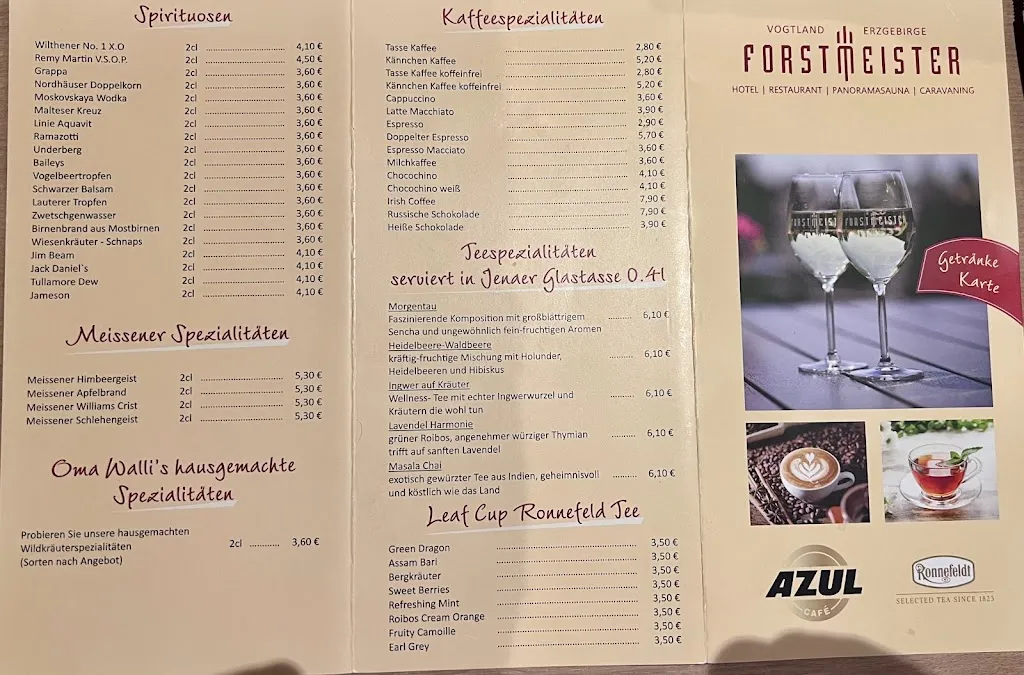 Spirituosen
Wilthener No. 1 X.O 2cl 4,10 €
Remy Martin V.S.O.P. 2cl 4,50 €
Grappa 2cl 3,60 €
Nordhäuser Doppelkorn 2cl 3,60 €
Moskovskaya Wodka 2cl 3,60 €
Malteser Kreuz 2cl 3,60 €
Linie Aquavit 2cl 3,60 €
Ramazotti 2cl 3,60 €
Underberg 2cl 3,60 €
Baileys 2cl 3,60 €
Vogelbeertropfen 2cl 3,60 €
Schwarzer Balsam 2cl 3,60 €
Lauterer Tropfen 2cl 3,60 €
Zwetschgenwasser 2cl 3,60 €
Birnenbrand aus Mostbirnen 2cl 3,60 €
Wiesenkräuter - Schnaps 2cl 3,60 €
Jim Beam 2cl 4,10 €
Jack Daniel`s 2cl 4,10 €
Tullamore Dew 2cl 4,10 €
Jameson 2cl 4,10 €
Meissener Spezialitäten
Meissener Himbeergeist 2cl 5,30 €
Meissener Apfelbrand 2cl 5,30 €
Meissener Williams Crist 2cl 5,30 €
Meissener Schlehengeist 2cl 5,30 €
Oma Walli's hausgemachte
Spezialitäten
Probieren Sie unsere hausgemachten
Wildkräuterspezialitäten 2cl 3,60 €
(Sorten nach Angebot)
Kaffeespezialitäten
Tasse Kaffee 2,80 €
Kännchen Kaffee 5,20 €
Tasse Kaffee koffeinfrei 2,80 €
Kännchen Kaffee koffeinfrei 5,20 €
Cappuccino 3,60 €
Latte Macchiato 3,90 €
Espresso 2,90 €
Doppelter Espresso 5,70 €
Espresso Macciato 3,60 €
Milchkaffee 3,60 €
Chocochino 4,10 €
Chocochino weiß 4,10 €
Irish Coffee 7,90 €
Russische Schokolade 7,90 €
Heiße Schokolade 3,90 €
Teespezialitäten
serviert in Jenaer Glastasse 0.4l
Morgentau
Faszinierende Komposition mit großblättrigem 6,10 €
Sencha und ungewöhnlich fein-fruchtigen Aromen
Heidelbeere-Waldbeere
kräftig-fruchtige Mischung mit Holunder, 6,10 €
Heidelbeeren und Hibiskus
Ingwer auf Kräuter
Wellness- Tee mit echter Ingwerwurzel und 6,10 €
Kräutern die wohl tun
Lavendel Harmonie
grüner Roibos, angenehmer würziger Thymian 6,10 €
trifft auf sanften Lavendel
Masala Chai
exotisch gewürzter Tee aus Indien, geheimnisvoll 6,10 €
und köstlich wie das Land
Leaf Cup Ronnefeld Tee
Green Dragon 3,50 €
Assam Bari 3,50 €
Bergkräuter 3,50 €
Sweet Berries 3,50 €
Refreshing Mint 3,50 €
Roibos Cream Orange 3,50 €
Fruity Camoille 3,50 €
Earl Grey 3,50 €
VOGTLAND ERZGEBIRGE
FORSTMEISTER
HOTEL | RESTAURANT | PANORAMASAUNA | CARAVANING
FORSTMEISTER FORSTMEISTER
Getränke
Karte
AZUL
CAFÉ
Ronnefeldt
SELECTED TEA SINCE 1823